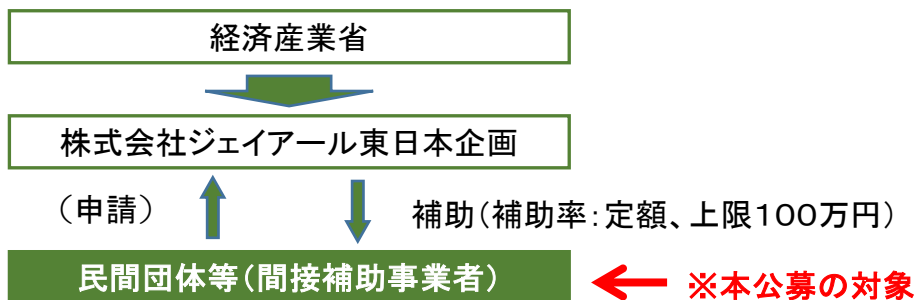 経済産業省
株式会社ジェイアール東日本企画
（申請）
補助（補助率：定額、上限１００万円）
民間団体等（間接補助事業者）
※本公募の対象